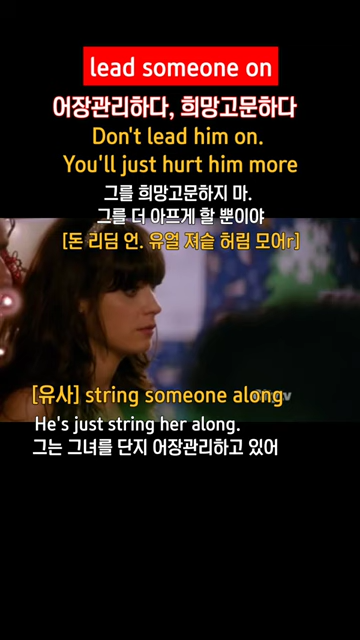 lead someone on
어장관리하다, 희망고문하다
Don't lead him on.
You'll just hurt him more
그를 희망고문하지 마.
그를 더 아프게 할 뿐이야
[돈 리덤 언. 유얼 져슽 허림 모어r]
[유사] string someone along
He's just string her along.
그는 그녀를 단지 어장관리하고 있어